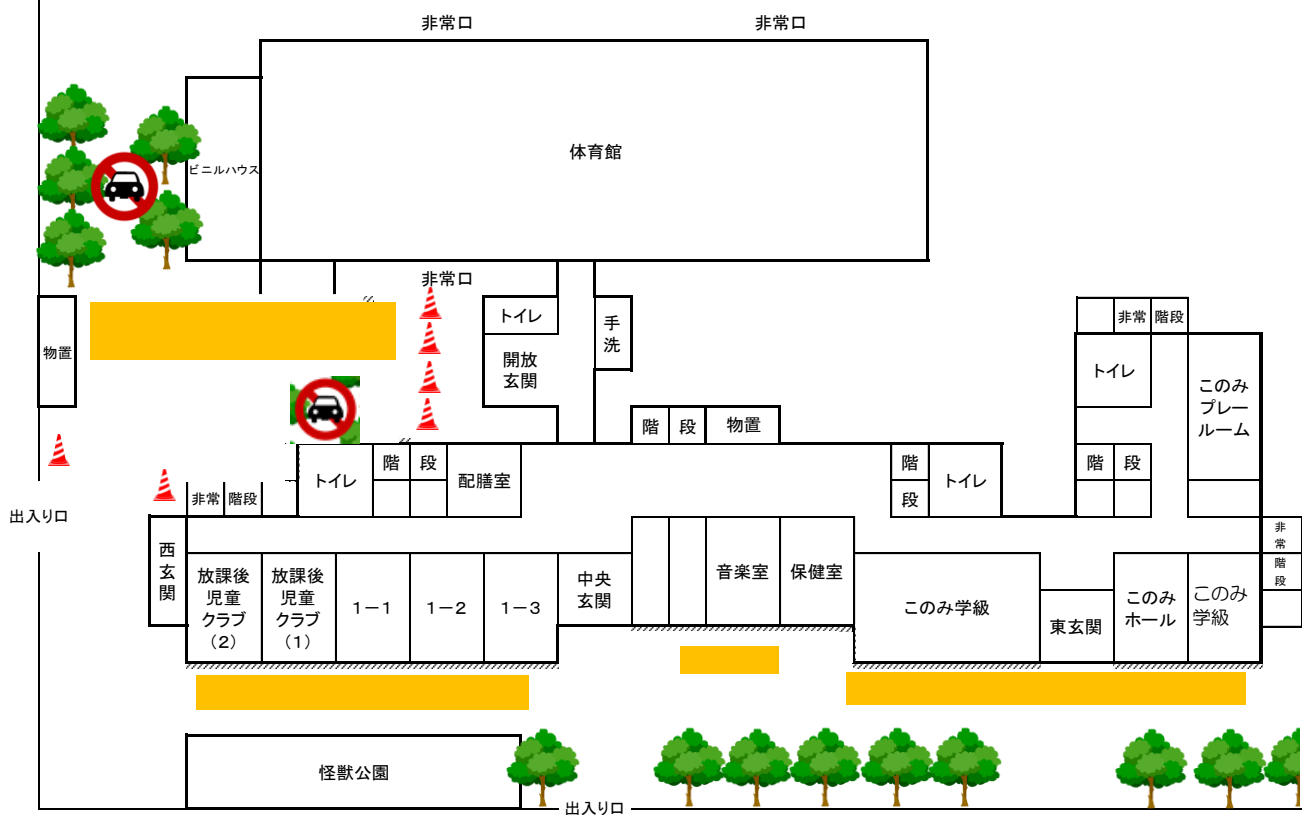 非常口
非常口
体育館
ビニルハウス
非常口
トイレ
開放
玄関
手
洗
物置
非常
階段
トイレ
このみ
プレー
ルーム
階
段
物置
トイレ
階
段
配膳室
階
段
トイレ
階
段
出入り口
非常
階段
西
玄
関
放課後
児童
クラブ
(2)
放課後
児童
クラブ
(1)
1-1
1-2
1-3
中央
玄関
音楽室
保健室
このみ学級
東玄関
このみ
ホール
このみ
学級
非
常
階
段
怪獣公園
出入り口